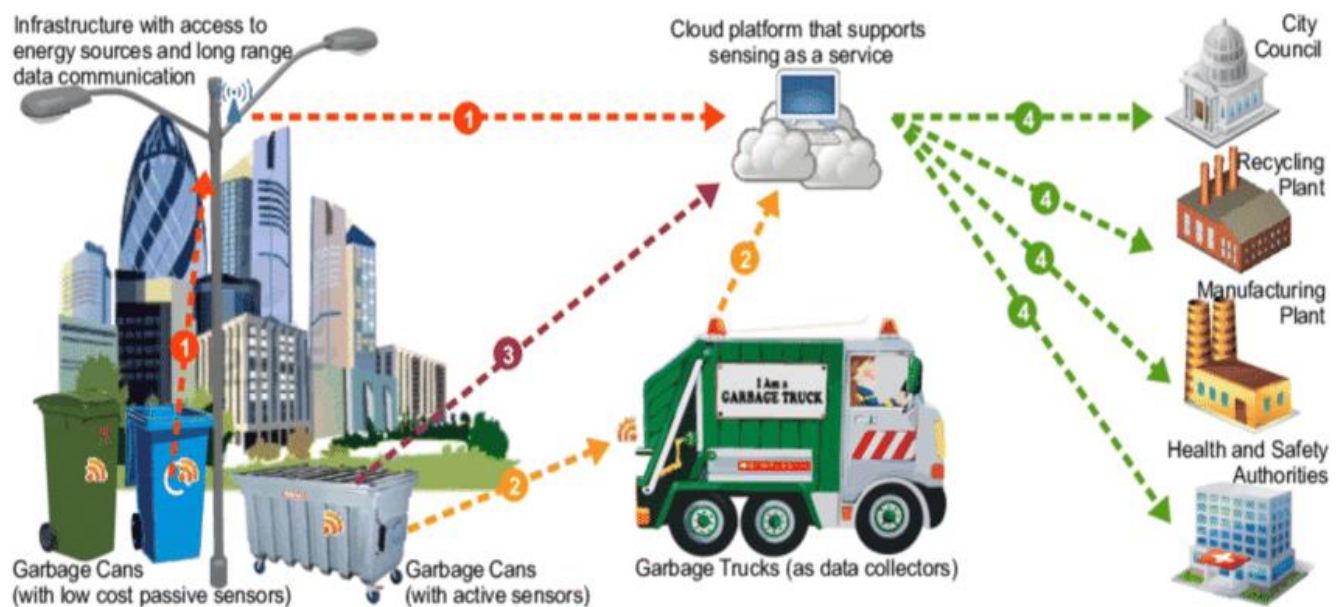 Infrastructure with access to
energy sources and long range
data communication
Cloud platform that supports
sensing as a service
City
Council
1
4
Recycling
Plant
4
2
4
Manufacturing
Plant
4
1
3
I Am a
GARBAGE TRUCK
2
Health and Safety
Authorities
Garbage Cans
(with low cost passive sensors)
Garbage Cans
(with active sensors)
Garbage Trucks (as data collectors)